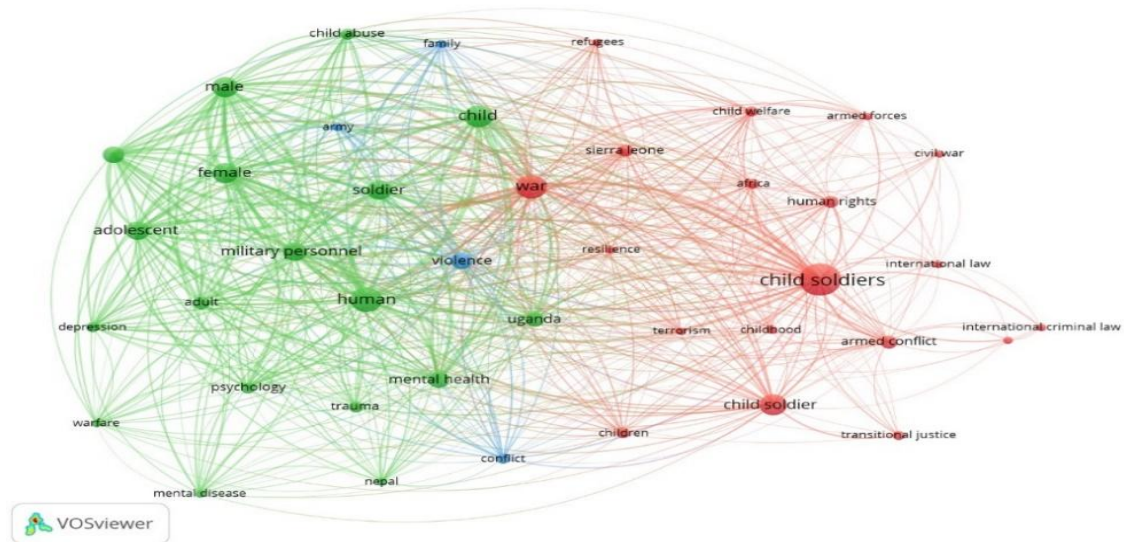 child abuse
family
refugees
male
child
child welfare
armed forces
army
sierra leone
civil war
female
soldier
war
africa
human rights
adolescent
military personnel
violence
resilience
international law
child soldiers
adult
human
uganda
depression
terrorism
childhood
international criminal law
armed conflict
psychology
mental health
trauma
child soldier
warfare
children
transitional justice
conflict
nepal
mental disease
VOSviewer